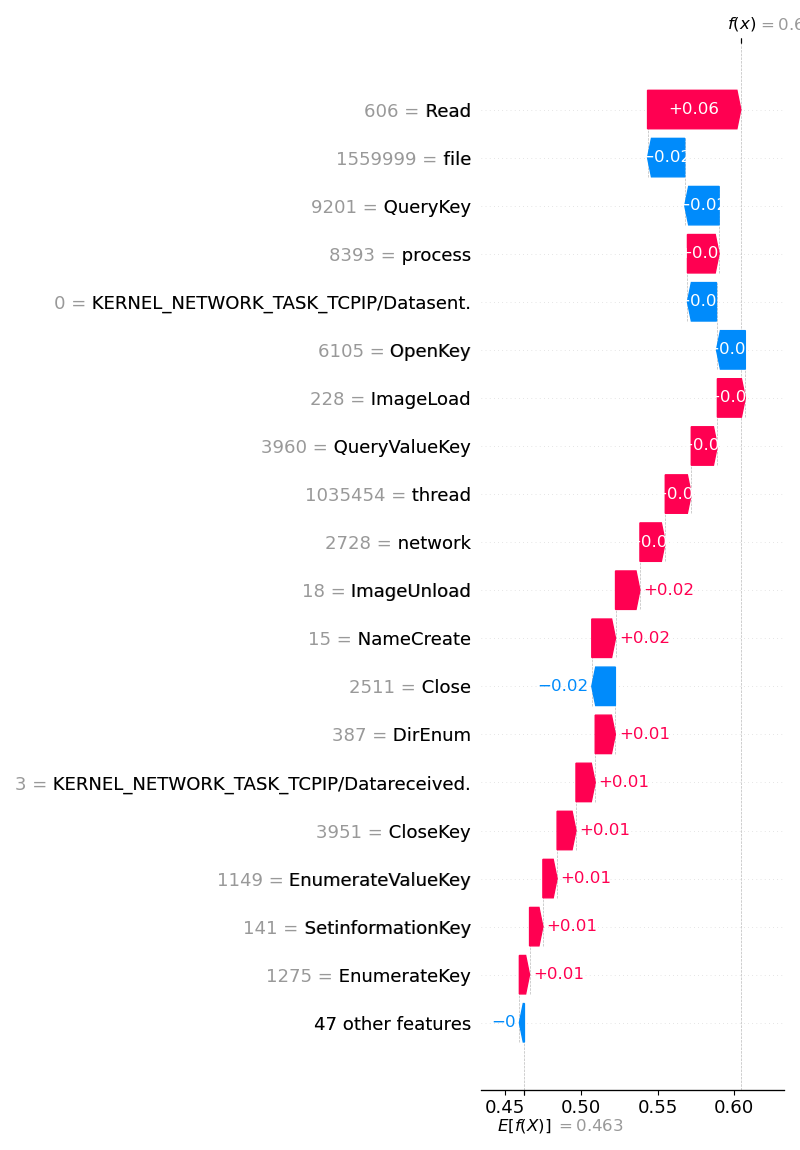 f(x) = 0.6
606 = Read
+0.06
1559999 = file
−0.02
9201 = QueryKey
−0.02
8393 = process
0 = KERNEL_NETWORK_TASK_TCPIP/Datasent.
6105 = OpenKey
228 = ImageLoad
3960 = QueryValueKey
1035454 = thread
2728 = network
18 = ImageUnload
+0.02
15 = NameCreate
+0.02
2511 = Close
−0.02
387 = DirEnum
+0.01
3 = KERNEL_NETWORK_TASK_TCPIP/Datareceived.
+0.01
3951 = CloseKey
+0.01
1149 = EnumerateValueKey
+0.01
141 = SetinformationKey
+0.01
1275 = EnumerateKey
+0.01
47 other features
−0
0.45 0.50 0.55 0.60
E[f(X)] = 0.463